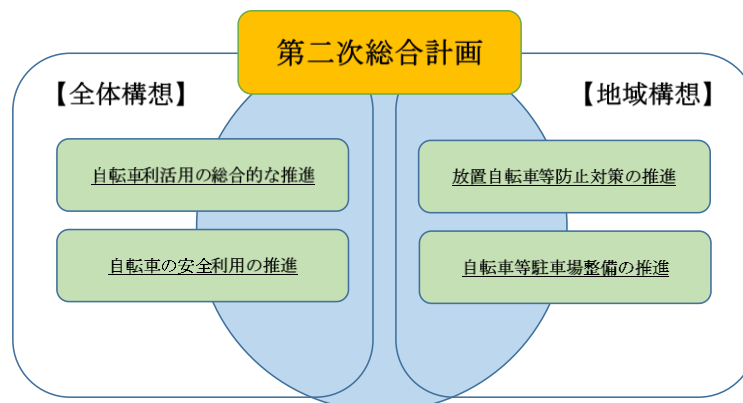 第二次総合計画
【全体構想】
自転車利活用の総合的な推進
自転車の安全利用の推進
【地域構想】
放置自転車等防止対策の推進
自転車等駐車場整備の推進